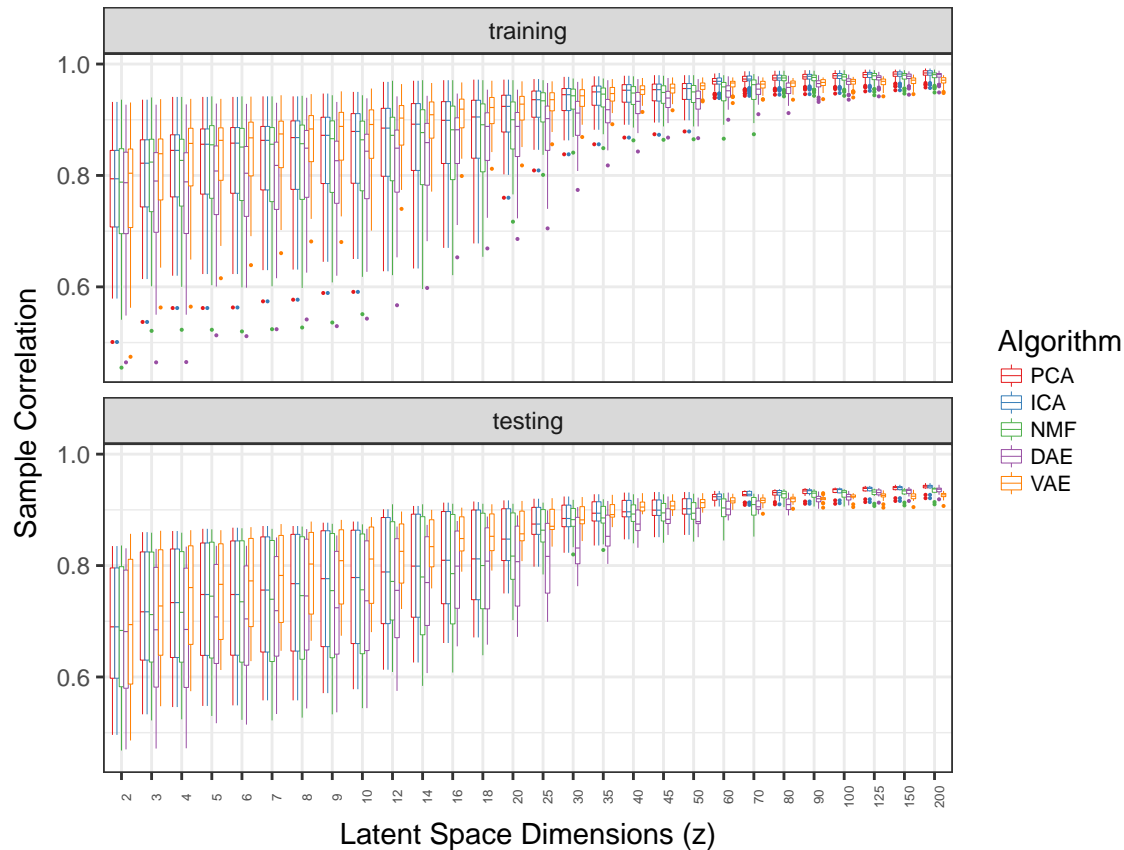 training
1.0
0.8
0.6
testing
1.0
0.8
0.6
Sample Correlation
2 3 4 5 6 7 8 9 10 12 14 16 18 20 25 30 35 40 45 50 60 70 80 90 100 125 150 200
Latent Space Dimensions (z)
Algorithm
PCA
ICA
NMF
DAE
VAE